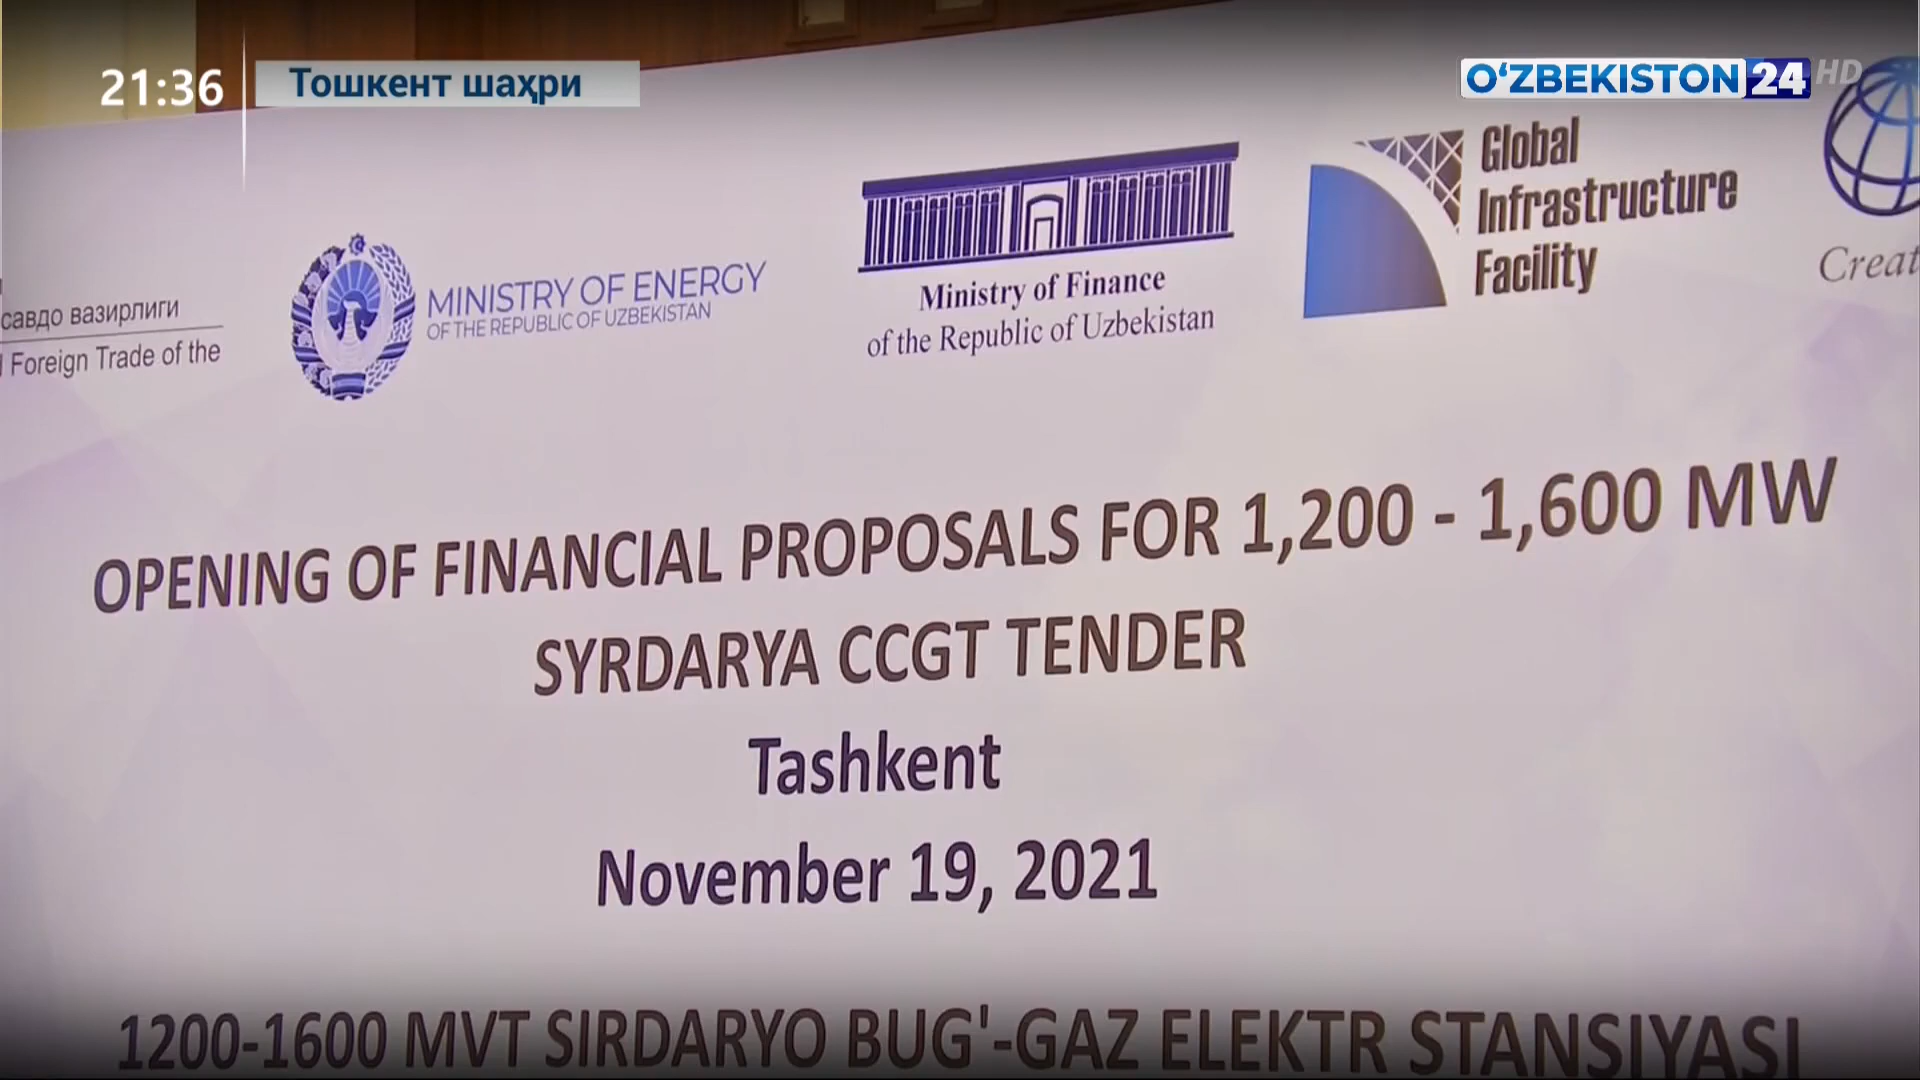 21:36
Тошкент шаҳри
O‘ZBEKISTON 24 HD
савдо вазирлиги
Foreign Trade of the
MINISTRY OF ENERGY
OF THE REPUBLIC OF UZBEKISTAN
Ministry of Finance
of the Republic of Uzbekistan
Global
Infrastructure
Facility
OPENING OF FINANCIAL PROPOSALS FOR 1,200 - 1,600 MW
SYRDARYA CCGT TENDER
Tashkent
November 19, 2021
1200-1600 MVT SIRDARYO BUG'-GAZ ELEKTR STANSIYASI